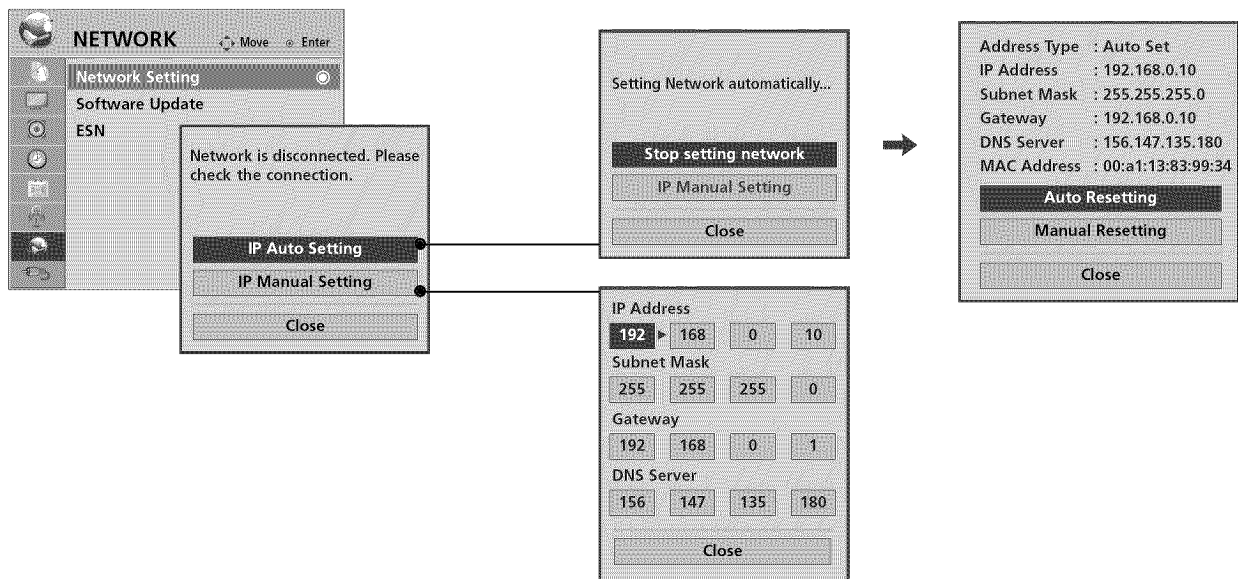 NETWORK
Move
Enter
Network Setting
Software Update
ESN
Network is disconnected. Please
check the connection.
IP Auto Setting
IP Manual Setting
Close
Setting Network automatically...
Stop setting network
IP Manual Setting
Close
IP Address
192 168 0 10
Subnet Mask
255 255 255 0
Gateway
192 168 0 1
DNS Server
156 147 135 180
Close
Address Type : Auto Set
IP Address : 192.168.0.10
Subnet Mask : 255.255.255.0
Gateway : 192.168.0.10
DNS Server : 156.147.135.180
MAC Address : 00:a1:13:83:99:34
Auto Resetting
Manual Resetting
Close